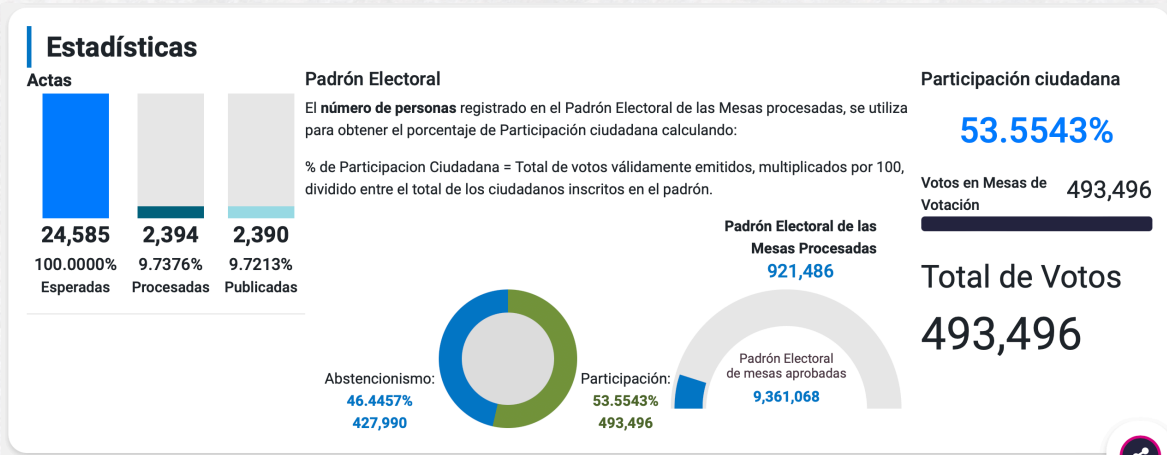 Estadísticas
Actas
24,585
100.0000%
Esperadas
2,394
9.7376%
Procesadas
2,390
9.7213%
Publicadas
Padrón Electoral
El número de personas registrado en el Padrón Electoral de las Mesas procesadas, se utiliza
para obtener el porcentaje de Participación ciudadana calculando:
% de Participacion Ciudadana = Total de votos válidamente emitidos, multiplicados por 100,
dividido entre el total de los ciudadanos inscritos en el padrón.
Abstencionismo:
46.4457%
427,990
Participación:
53.5543%
493,496
Padrón Electoral de las
Mesas Procesadas
921,486
Padrón Electoral
de mesas aprobadas
9,361,068
Participación ciudadana
53.5543%
Votos en Mesas de
Votación
493,496
Total de Votos
493,496